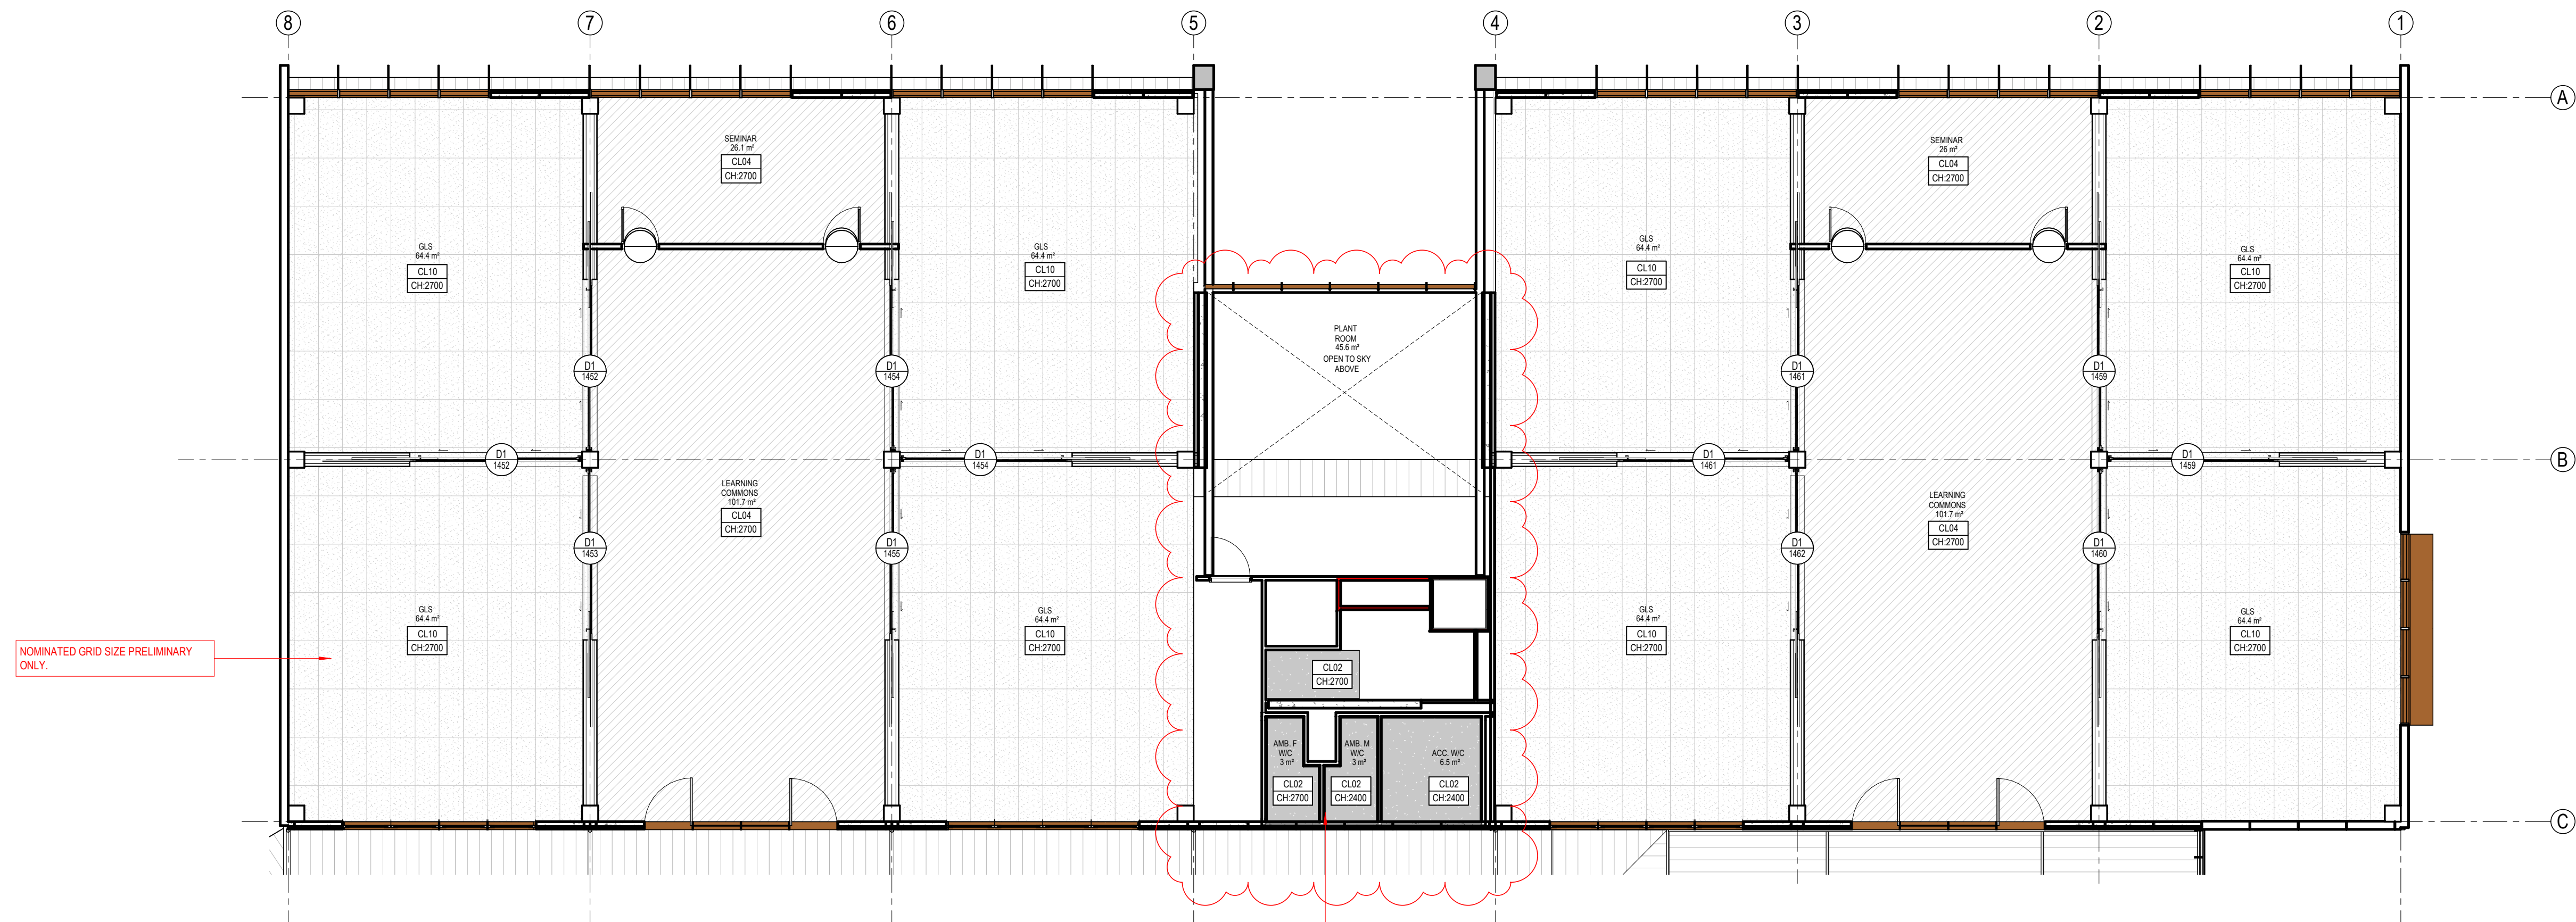 8
7
6
5
4
3
2
1
A
B
C
SEMINAR
26.1 m²
CL04
CH:2700
SEMINAR
26 m²
CL04
CH:2700
GLS
64.4 m²
CL10
CH:2700
GLS
64.4 m²
CL10
CH:2700
GLS
64.4 m²
CL10
CH:2700
GLS
64.4 m²
CL10
CH:2700
PLANT
ROOM
45.6 m²
OPEN TO SKY
ABOVE
D1
1452
D1
1454
D1
1461
D1
1459
D1
1452
D1
1454
D1
1461
D1
1459
LEARNING
COMMONS
101.7 m²
CL04
CH:2700
LEARNING
COMMONS
101.7 m²
CL04
CH:2700
D1
1453
D1
1455
D1
1462
D1
1460
GLS
64.4 m²
CL10
CH:2700
GLS
64.4 m²
CL10
CH:2700
GLS
64.4 m²
CL10
CH:2700
GLS
64.4 m²
CL10
CH:2700
NOMINATED GRID SIZE PRELIMINARY
ONLY.
CL02
CH:2700
AMB. F
W/C
3 m²
CL02
CH:2700
AMB. M
W/C
3 m²
CL02
CH:2400
ACC. W/C
6.5 m²
CL02
CH:2400